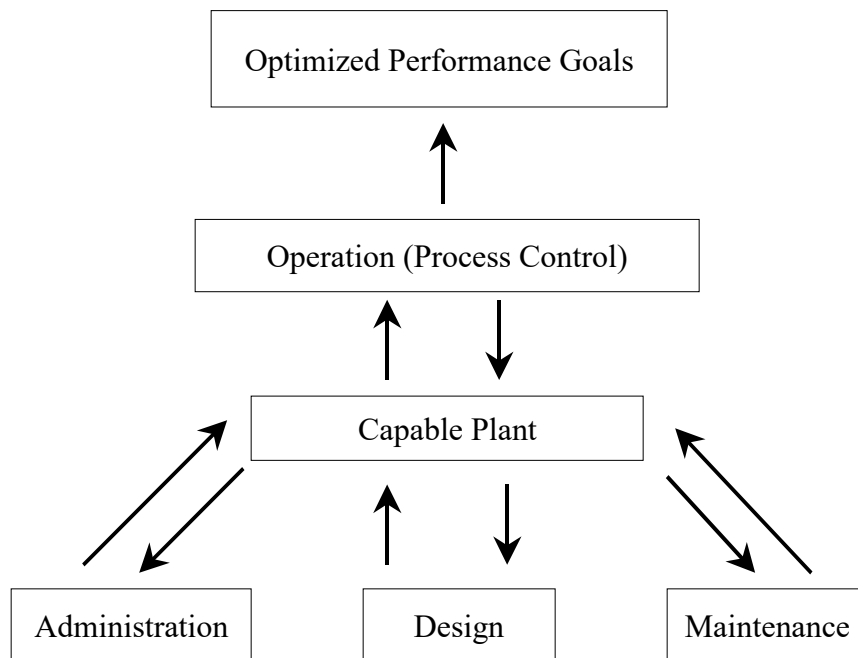 Optimized Performance Goals
Operation (Process Control)
Capable Plant
Administration
Design
Maintenance